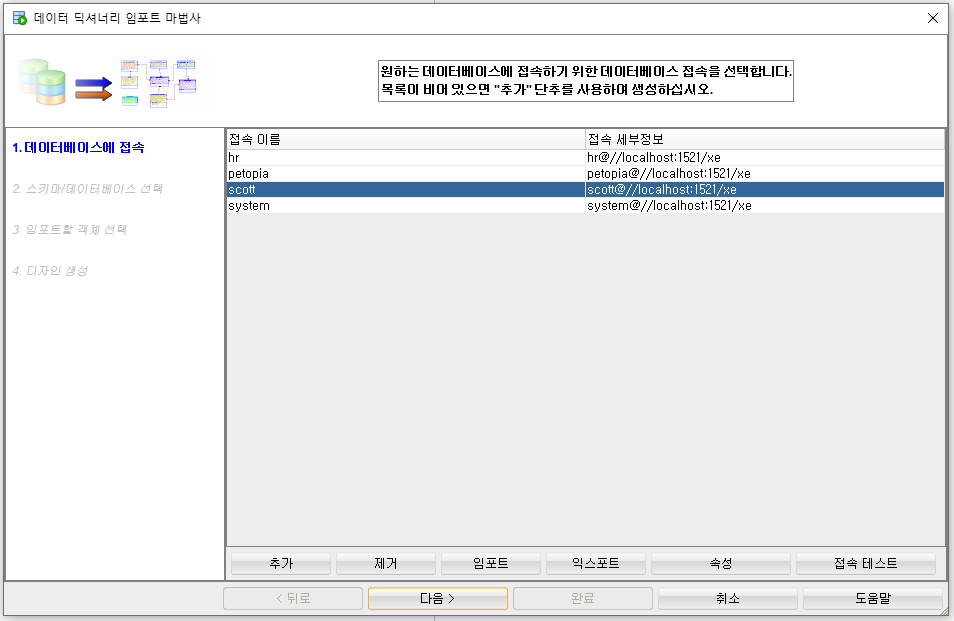 데이터 딕셔너리 임포트 마법사
원하는 데이터베이스에 접속하기 위한 데이터베이스 접속을 선택합니다.
목록이 비어 있으면 "추가" 단추를 사용하여 생성하십시오.
1.데이터베이스에 접속
2. 스키마/데이터베이스 선택
3. 임포트할 객체 선택
4. 디자인 생성
접속 이름 접속 세부정보
hr hr@//localhost:1521/xe
petopia petopia@//localhost:1521/xe
scott scott@//localhost:1521/xe
system system@//localhost:1521/xe
추가 제거 임포트 익스포트 속성 접속 테스트
< 뒤로 다음 > 완료 취소 도움말